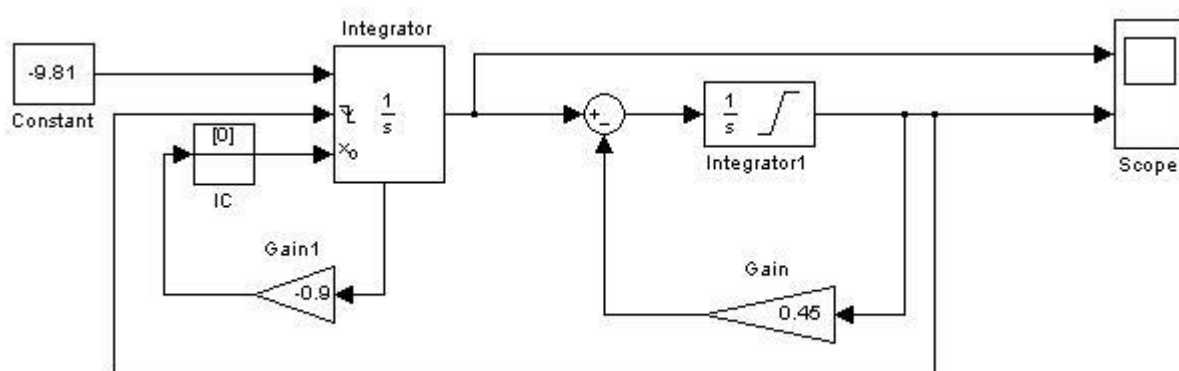 Integrator
-9.81
Constant
1
s
x0
[0]
IC
Gain1
-0.9
+
-
1
s
Integrator1
Gain
0.45
Scope